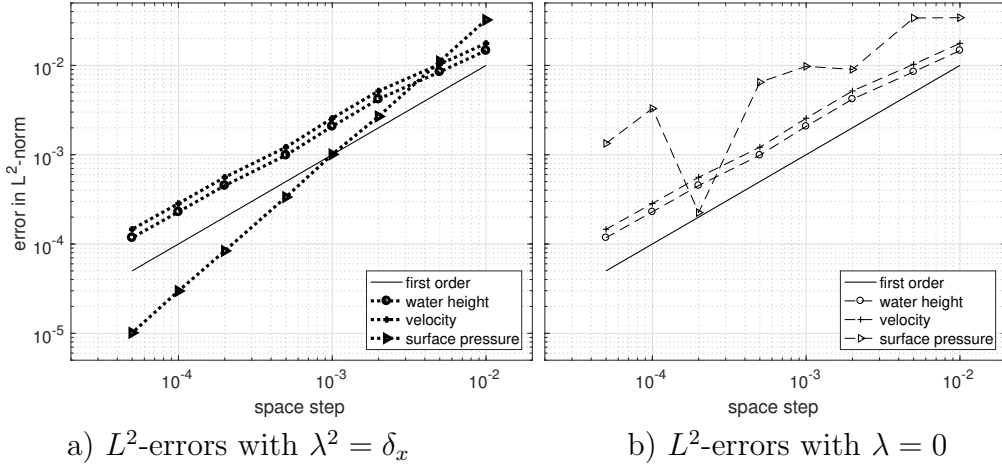 error in L²-norm
10⁻²
10⁻³
10⁻⁴
10⁻⁵
first order
water height
velocity
surface pressure
10⁻⁴
10⁻³
10⁻²
space step
a) L²-errors with λ² = δₓ
first order
water height
velocity
surface pressure
10⁻⁴
10⁻³
10⁻²
space step
b) L²-errors with λ = 0